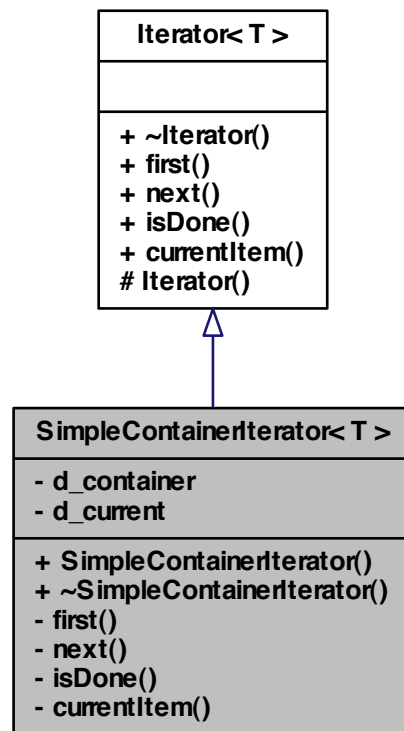 Iterator< T >
+ ~Iterator()
+ first()
+ next()
+ isDone()
+ currentItem()
# Iterator()
SimpleContainerIterator< T >
- d_container
- d_current
+ SimpleContainerIterator()
+ ~SimpleContainerIterator()
- first()
- next()
- isDone()
- currentItem()